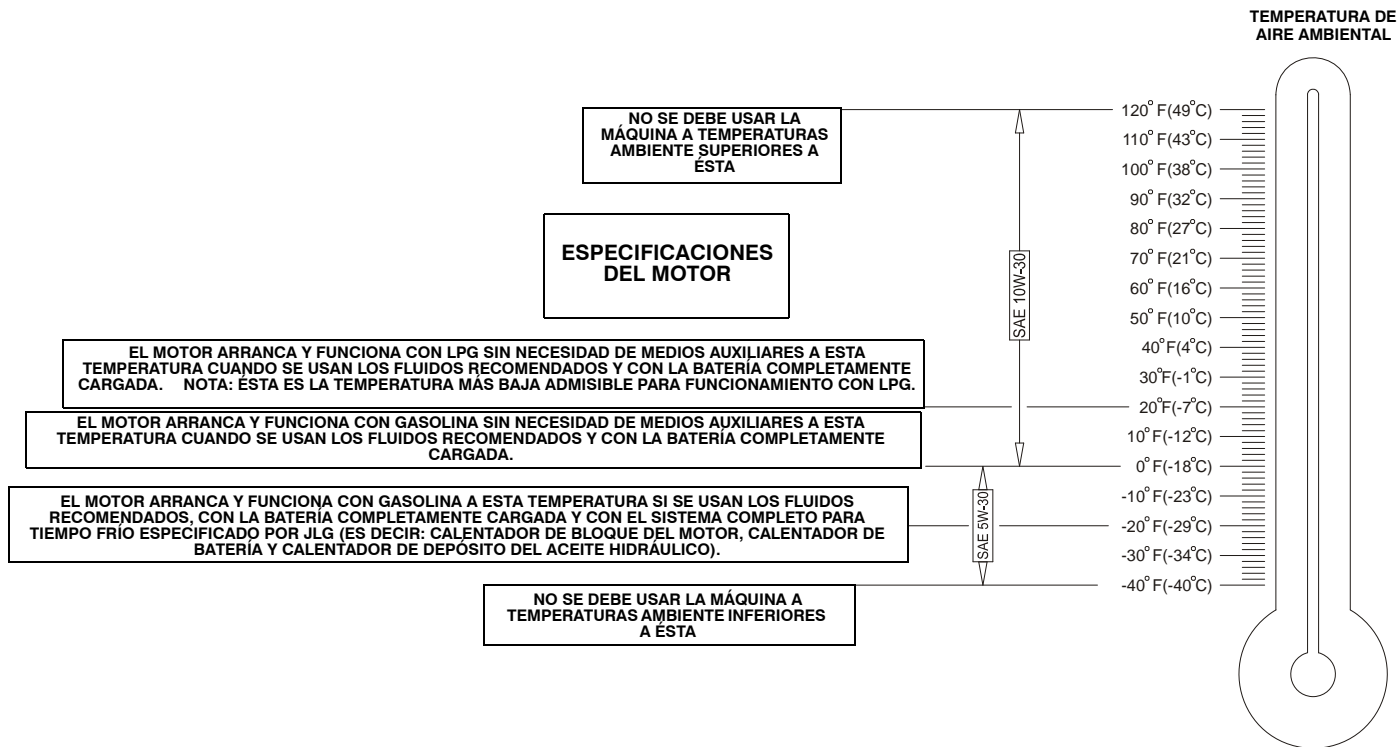 TEMPERATURA DE
AIRE AMBIENTAL
NO SE DEBE USAR LA
MÁQUINA A TEMPERATURAS
AMBIENTE SUPERIORES A
ÉSTA
ESPECIFICACIONES
DEL MOTOR
EL MOTOR ARRANCA Y FUNCIONA CON LPG SIN NECESIDAD DE MEDIOS AUXILIARES A ESTA
TEMPERATURA CUANDO SE USAN LOS FLUIDOS RECOMENDADOS Y CON LA BATERÍA COMPLETAMENTE
CARGADA. NOTA: ÉSTA ES LA TEMPERATURA MÁS BAJA ADMISIBLE PARA FUNCIONAMIENTO CON LPG.
EL MOTOR ARRANCA Y FUNCIONA CON GASOLINA SIN NECESIDAD DE MEDIOS AUXILIARES A ESTA
TEMPERATURA CUANDO SE USAN LOS FLUIDOS RECOMENDADOS Y CON LA BATERÍA COMPLETAMENTE
CARGADA.
EL MOTOR ARRANCA Y FUNCIONA CON GASOLINA A ESTA TEMPERATURA SI SE USAN LOS FLUIDOS
RECOMENDADOS, CON LA BATERÍA COMPLETAMENTE CARGADA Y CON EL SISTEMA COMPLETO PARA
TIEMPO FRÍO ESPECIFICADO POR JLG (ES DECIR: CALENTADOR DE BLOQUE DEL MOTOR, CALENTADOR DE
BATERÍA Y CALENTADOR DE DEPÓSITO DEL ACEITE HIDRÁULICO).
NO SE DEBE USAR LA MÁQUINA A
TEMPERATURAS AMBIENTE INFERIORES
A ÉSTA
SAE 10W-30
SAE 5W-30
120° F(49°C)
110° F(43°C)
100° F(38°C)
90° F(32°C)
80° F(27°C)
70° F(21°C)
60° F(16°C)
50° F(10°C)
40°F(4°C)
30°F(-1°C)
20°F(-7°C)
10°F(-12°C)
0° F(-18°C)
-10° F(-23°C)
-20° F(-29°C)
-30° F(-34°C)
-40° F(-40°C)